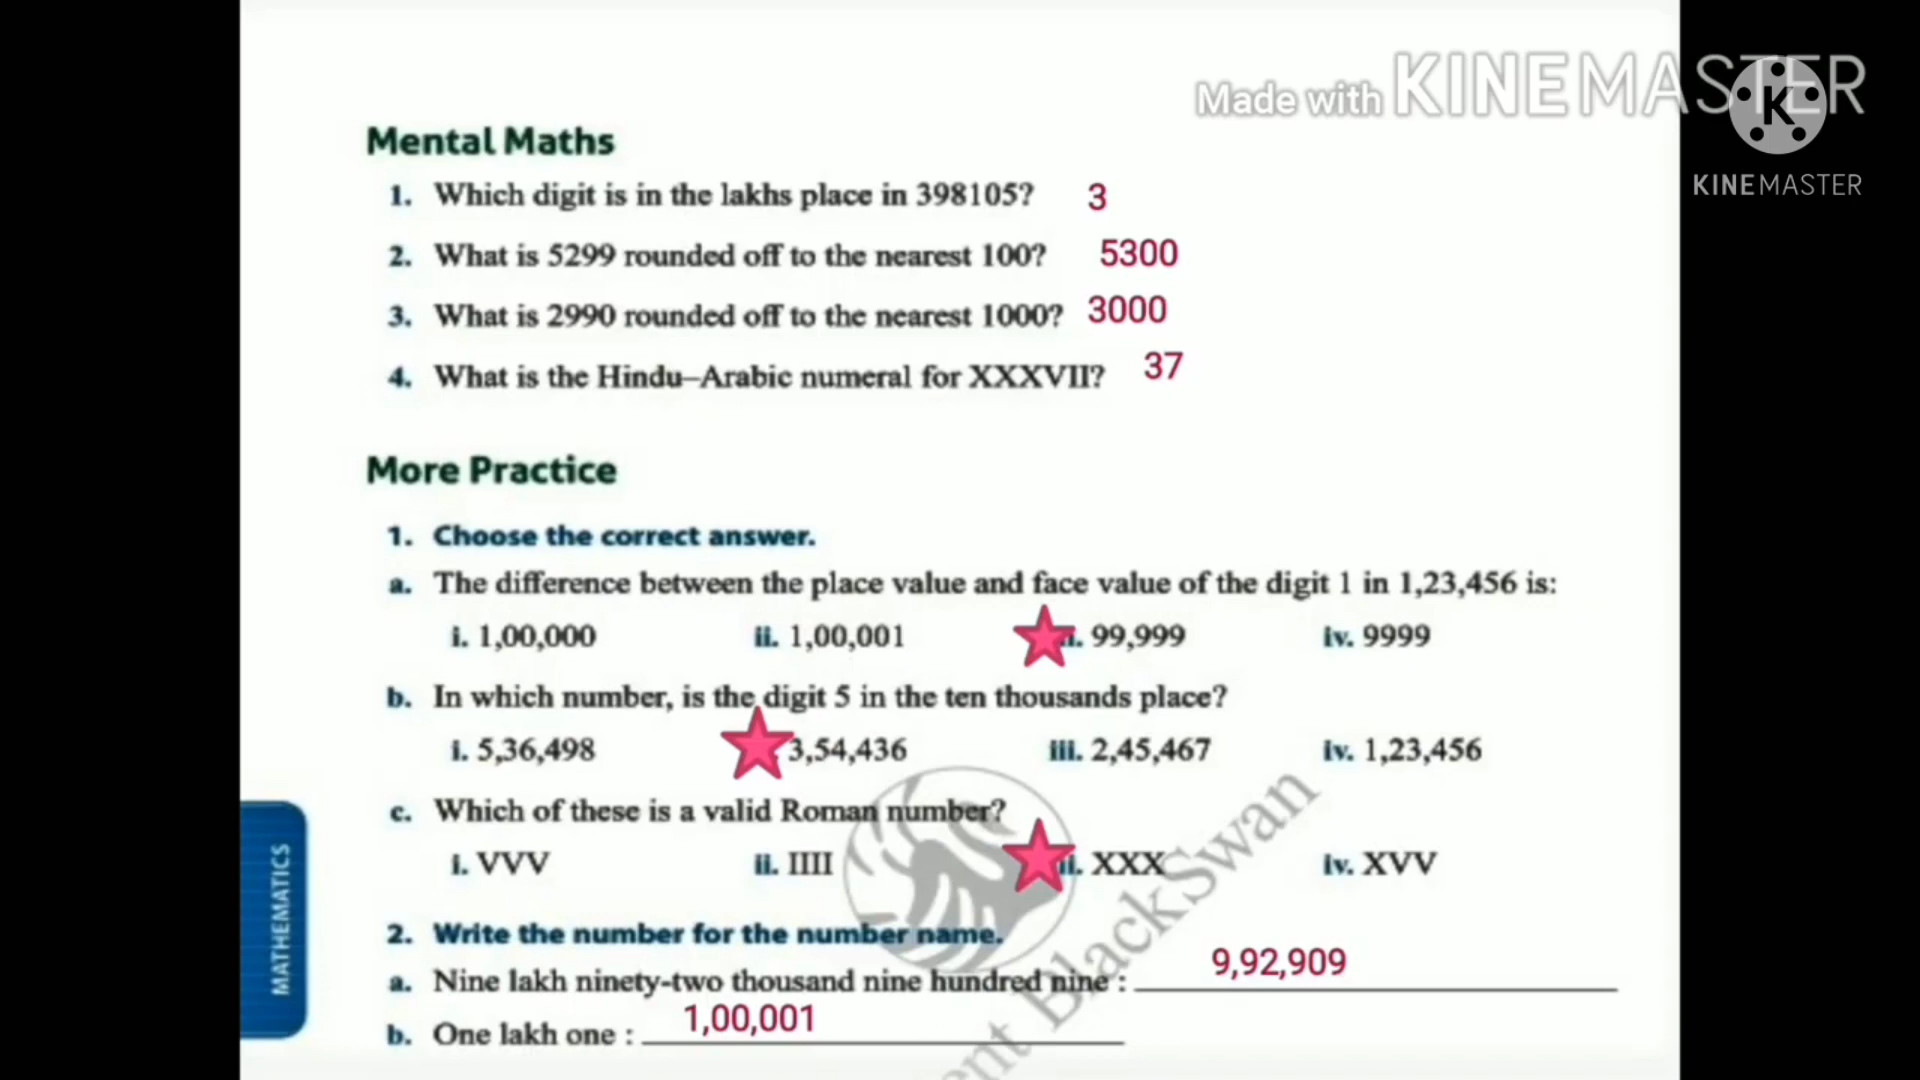 Made with KINEMASTER
K
KINEMASTER
Mental Maths
1. Which digit is in the lakhs place in 398105? 3
2. What is 5299 rounded off to the nearest 100? 5300
3. What is 2990 rounded off to the nearest 1000? 3000
4. What is the Hindu–Arabic numeral for XXXVII? 37
More Practice
1. Choose the correct answer.
a. The difference between the place value and face value of the digit 1 in 1,23,456 is:
i. 1,00,000 ii. 1,00,001 99,999 iv. 9999
b. In which number, is the digit 5 in the ten thousands place?
i. 5,36,498 3,54,436 iii. 2,45,467 iv. 1,23,456
c. Which of these is a valid Roman number?
i. VVV ii. IIII XXX iv. XVV
2. Write the number for the number name.
a. Nine lakh ninety-two thousand nine hundred nine : 9,92,909
b. One lakh one : 1,00,001
MATHEMATICS
BlackSwan